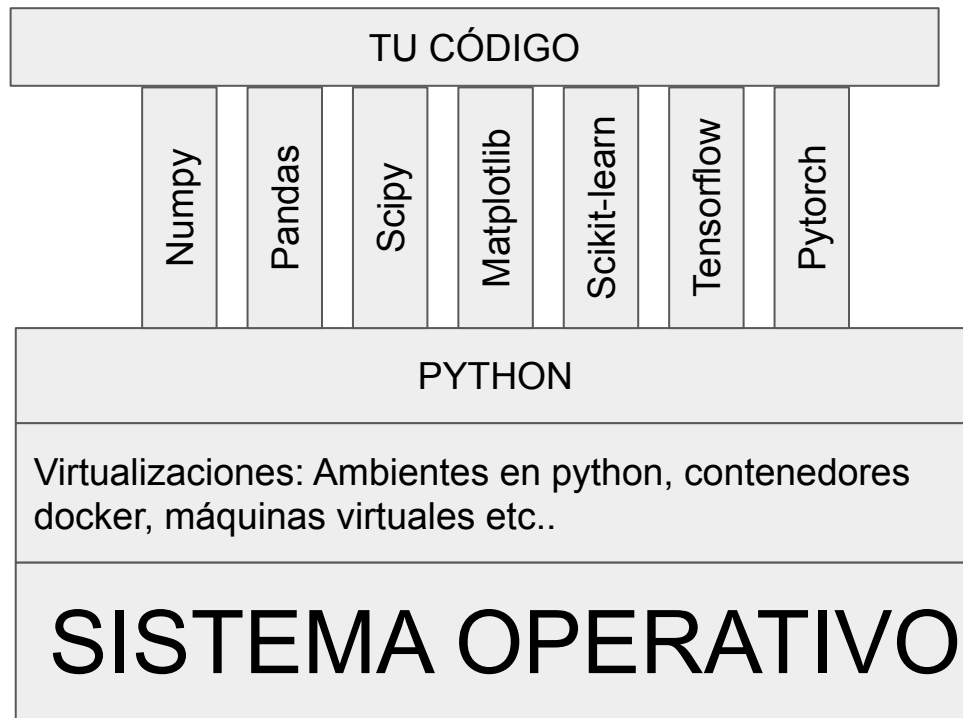 TU CÓDIGO
Numpy
Pandas
Scipy
Matplotlib
Scikit-learn
Tensorflow
Pytorch
PYTHON
Virtualizaciones: Ambientes en python, contenedores
docker, máquinas virtuales etc..
SISTEMA OPERATIVO